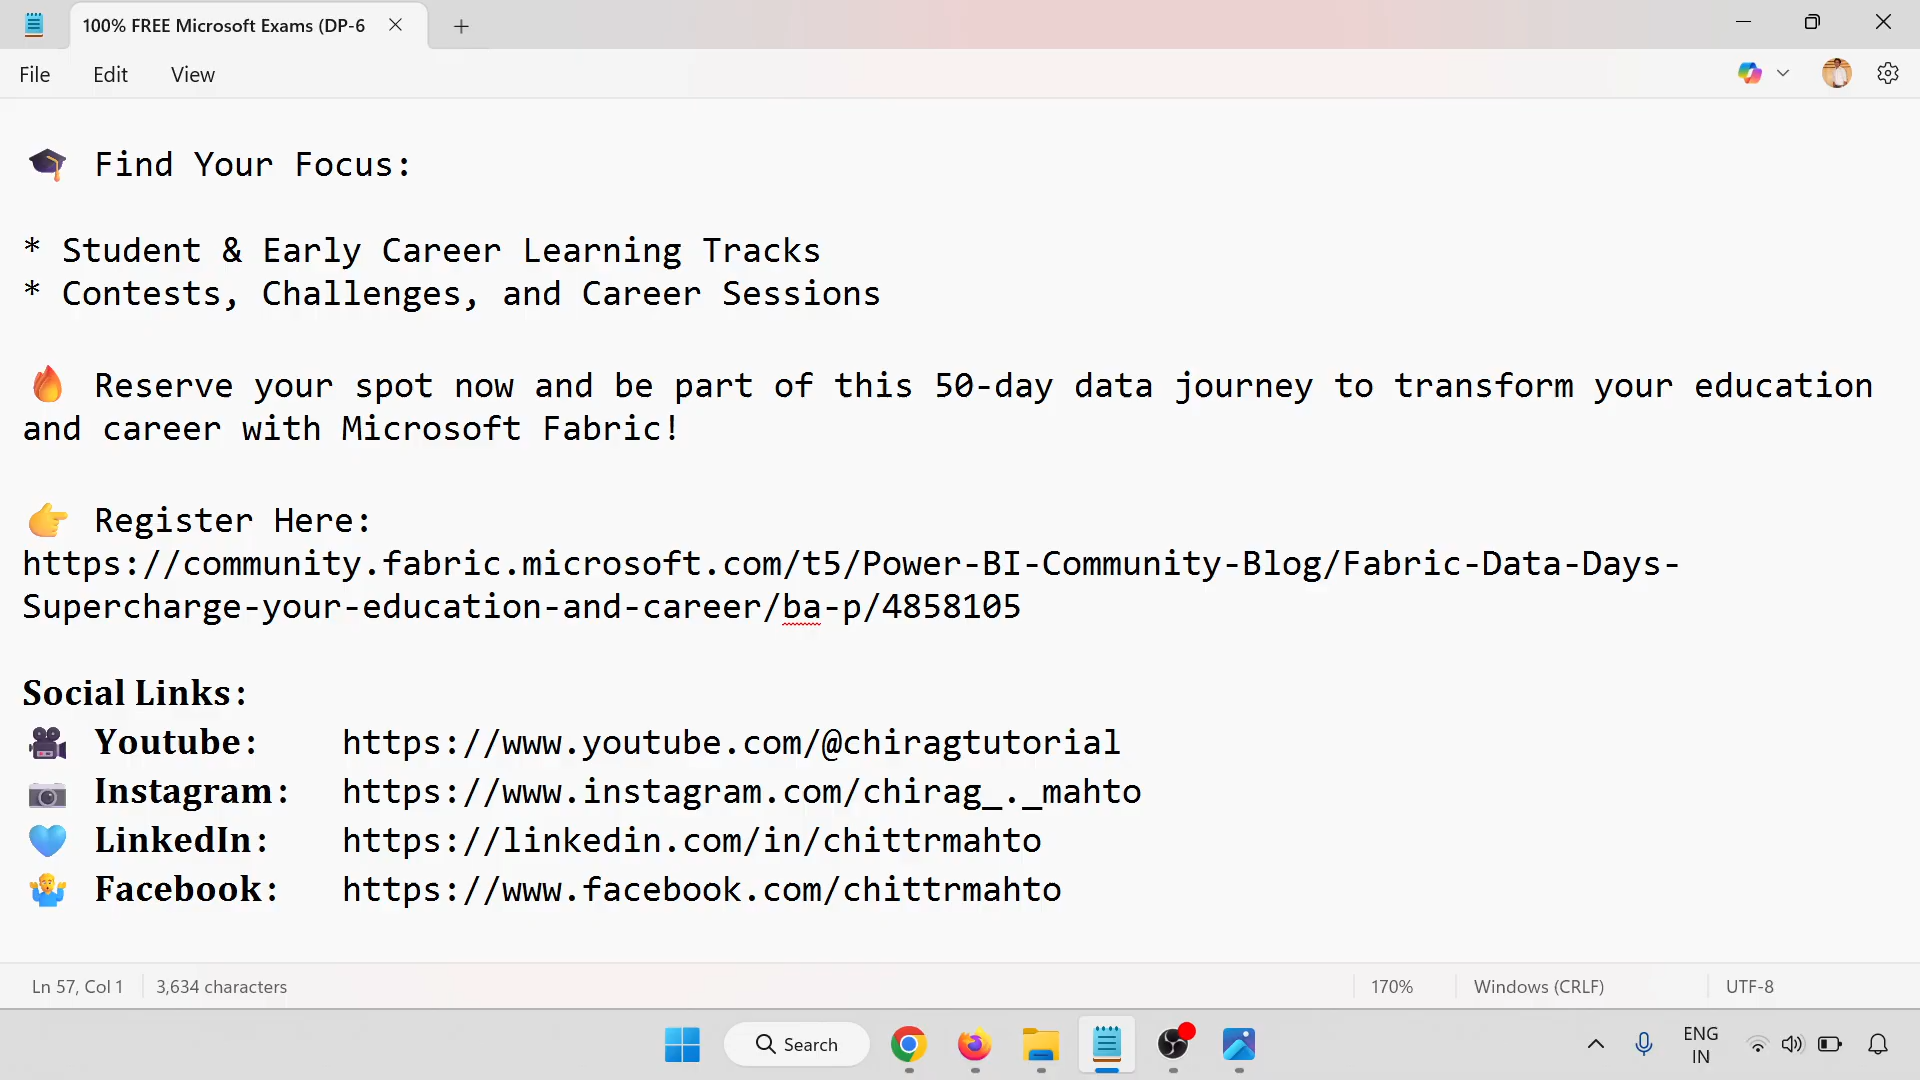 100% FREE Microsoft Exams (DP-6
File Edit View
🎓 Find Your Focus:
* Student & Early Career Learning Tracks
* Contests, Challenges, and Career Sessions
🔥 Reserve your spot now and be part of this 50-day data journey to transform your education
and career with Microsoft Fabric!
👉 Register Here:
https://community.fabric.microsoft.com/t5/Power-BI-Community-Blog/Fabric-Data-Days-
Supercharge-your-education-and-career/ba-p/4858105
Social Links:
🎥 Youtube: https://www.youtube.com/@chiragtutorial
📷 Instagram: https://www.instagram.com/chirag_._mahto
💙 LinkedIn: https://linkedin.com/in/chittrmahto
🤷 Facebook: https://www.facebook.com/chittrmahto
Ln 57, Col 1 3,634 characters 170% Windows (CRLF) UTF-8
Search ENG
IN